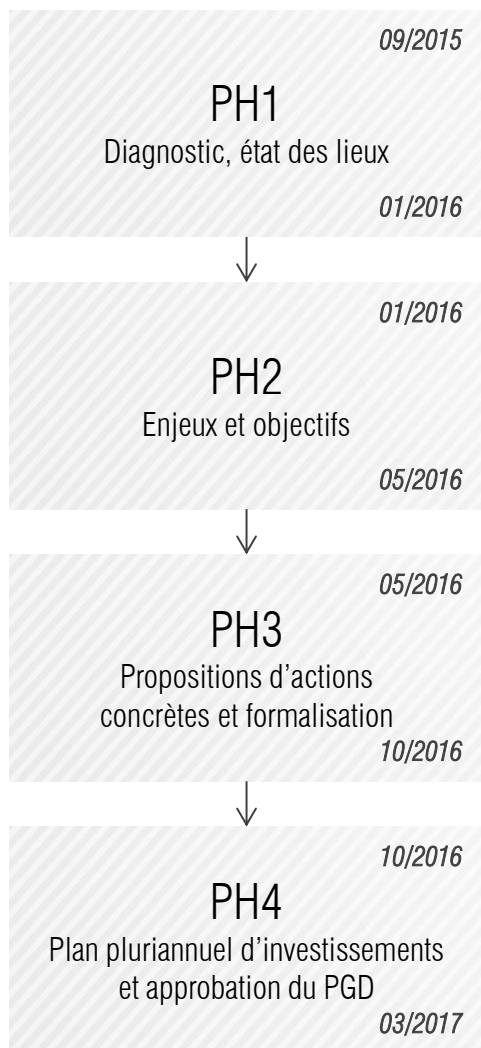 09/2015
PH1
Diagnostic, état des lieux
01/2016
01/2016
PH2
Enjeux et objectifs
05/2016
05/2016
PH3
Propositions d’actions
concrètes et formalisation
10/2016
10/2016
PH4
Plan pluriannuel d’investissements
et approbation du PGD
03/2017